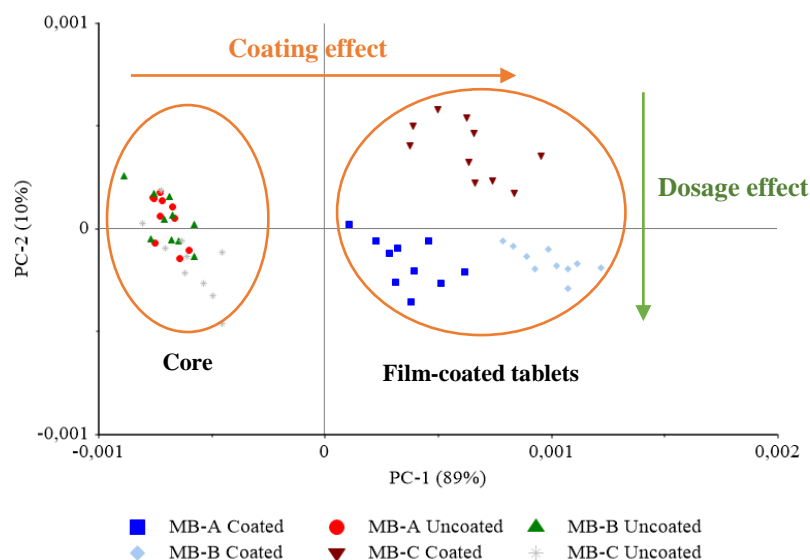 0,001
Coating effect
Dosage effect
PC-2 (10%)
0
Core
Film-coated tablets
-0,001
-0,001
0
0,001
0,002
PC-1 (89%)
MB-A Coated
MB-A Uncoated
MB-B Uncoated
MB-B Coated
MB-C Coated
MB-C Uncoated